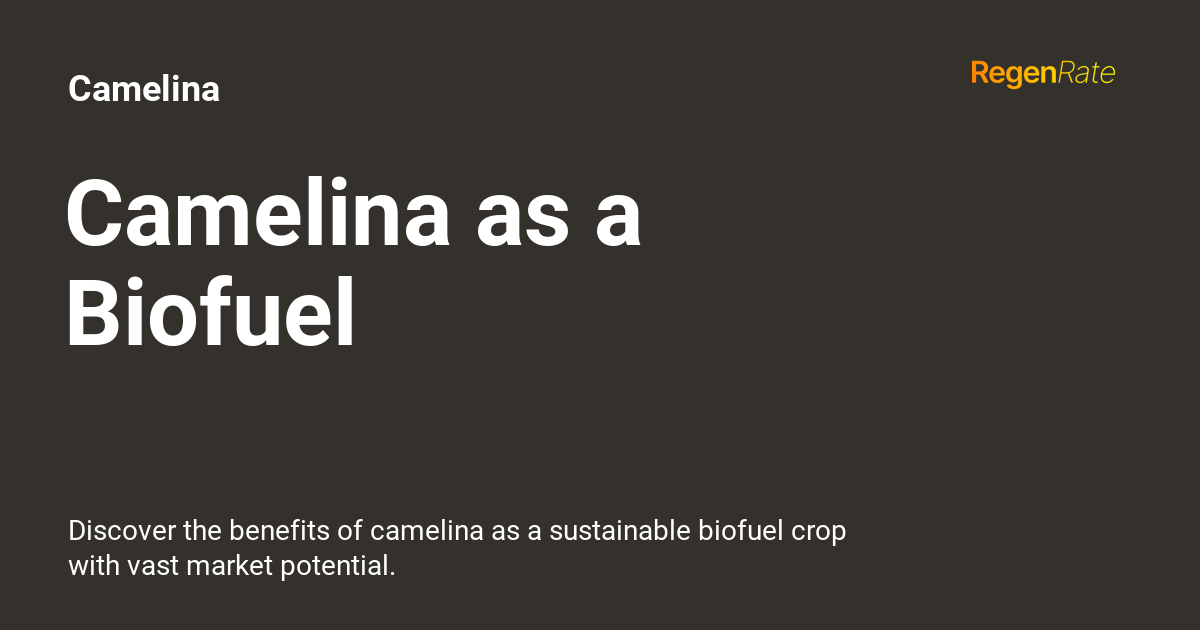 Camelina
RegenRate
Camelina as a
Biofuel
Discover the benefits of camelina as a sustainable biofuel crop
with vast market potential.